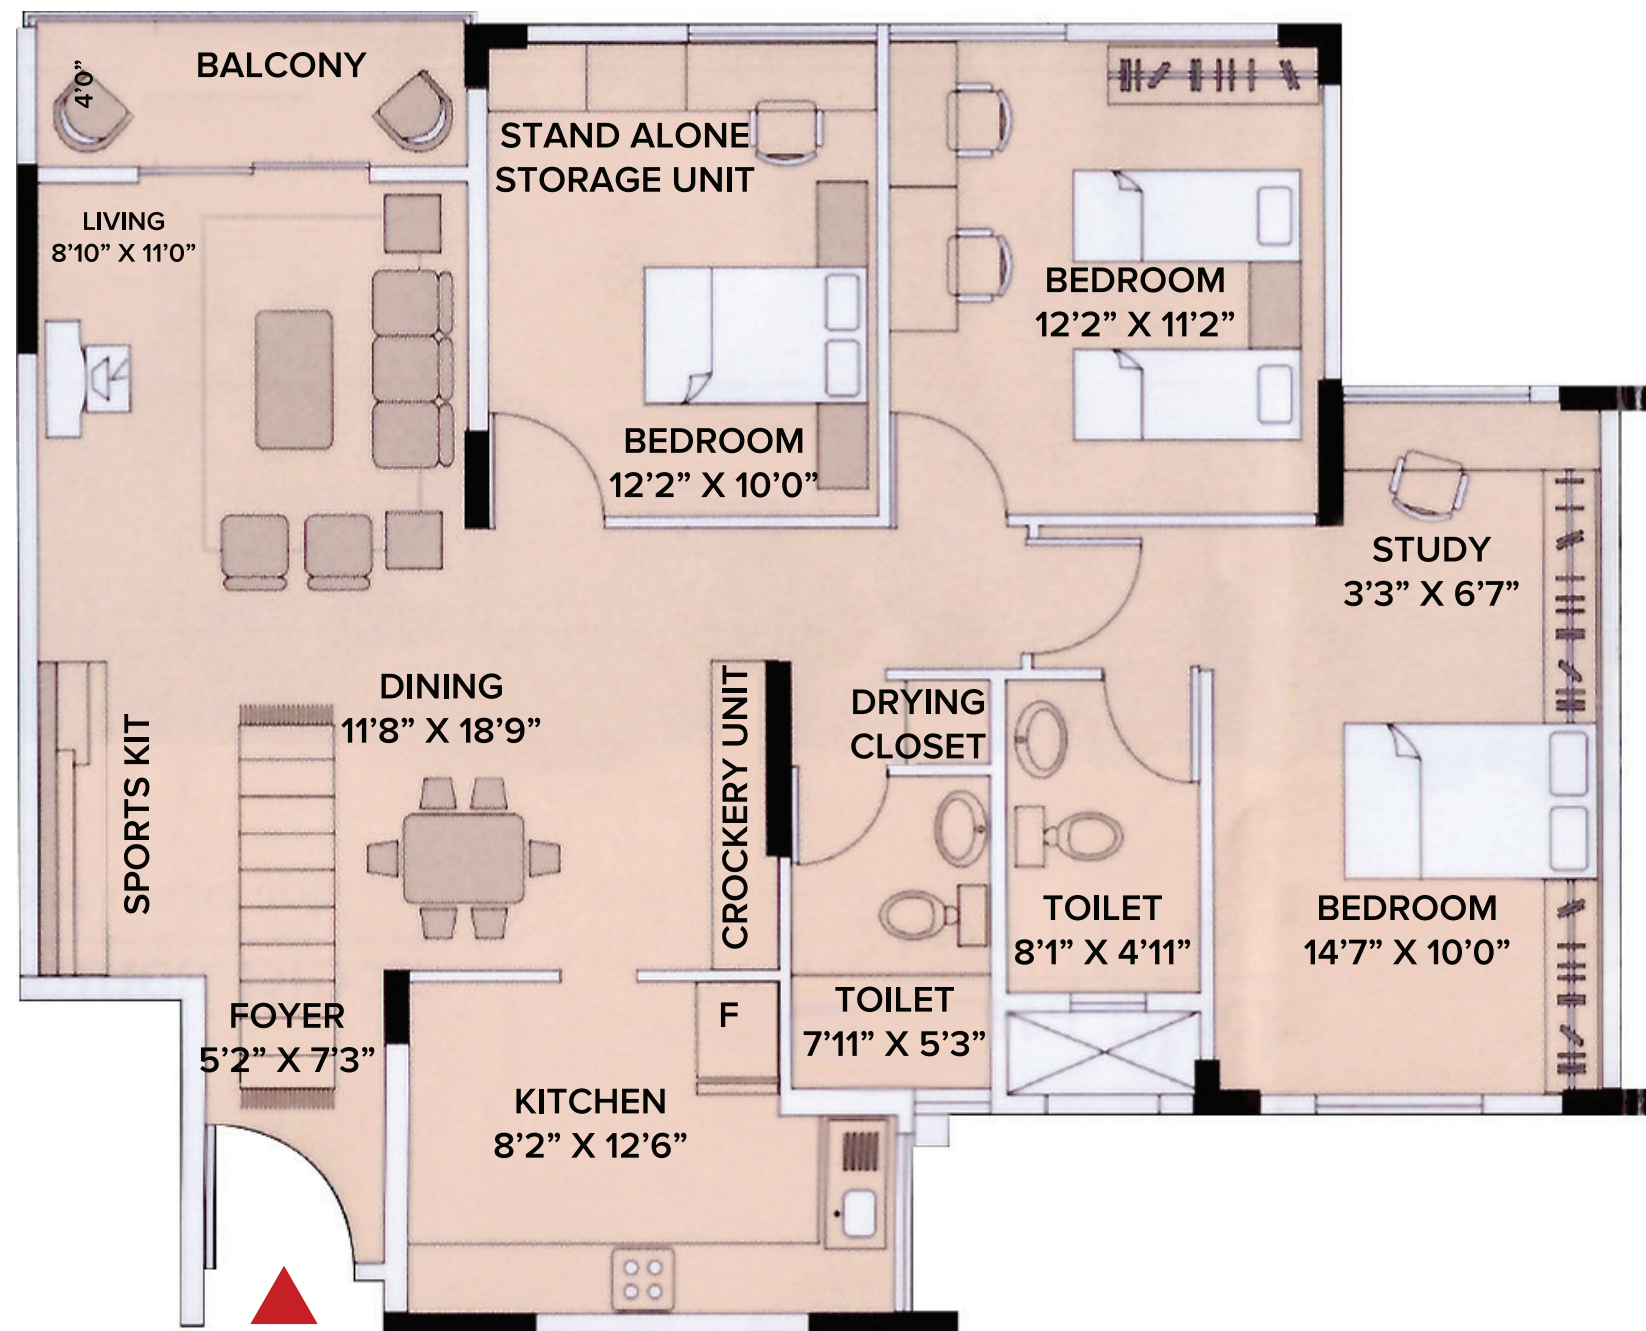 BALCONY
4’0”
STAND ALONE
STORAGE UNIT
LIVING
8’10” X 11’0”
BEDROOM
12’2” X 11’2”
BEDROOM
12’2” X 10’0”
STUDY
3’3” X 6’7”
DINING
11’8” X 18’9”
SPORTS KIT
CROCKERY UNIT
DRYING
CLOSET
TOILET
8’1” X 4’11”
BEDROOM
14’7” X 10’0”
FOYER
5’2” X 7’3”
F
TOILET
7’11” X 5’3”
KITCHEN
8’2” X 12’6”